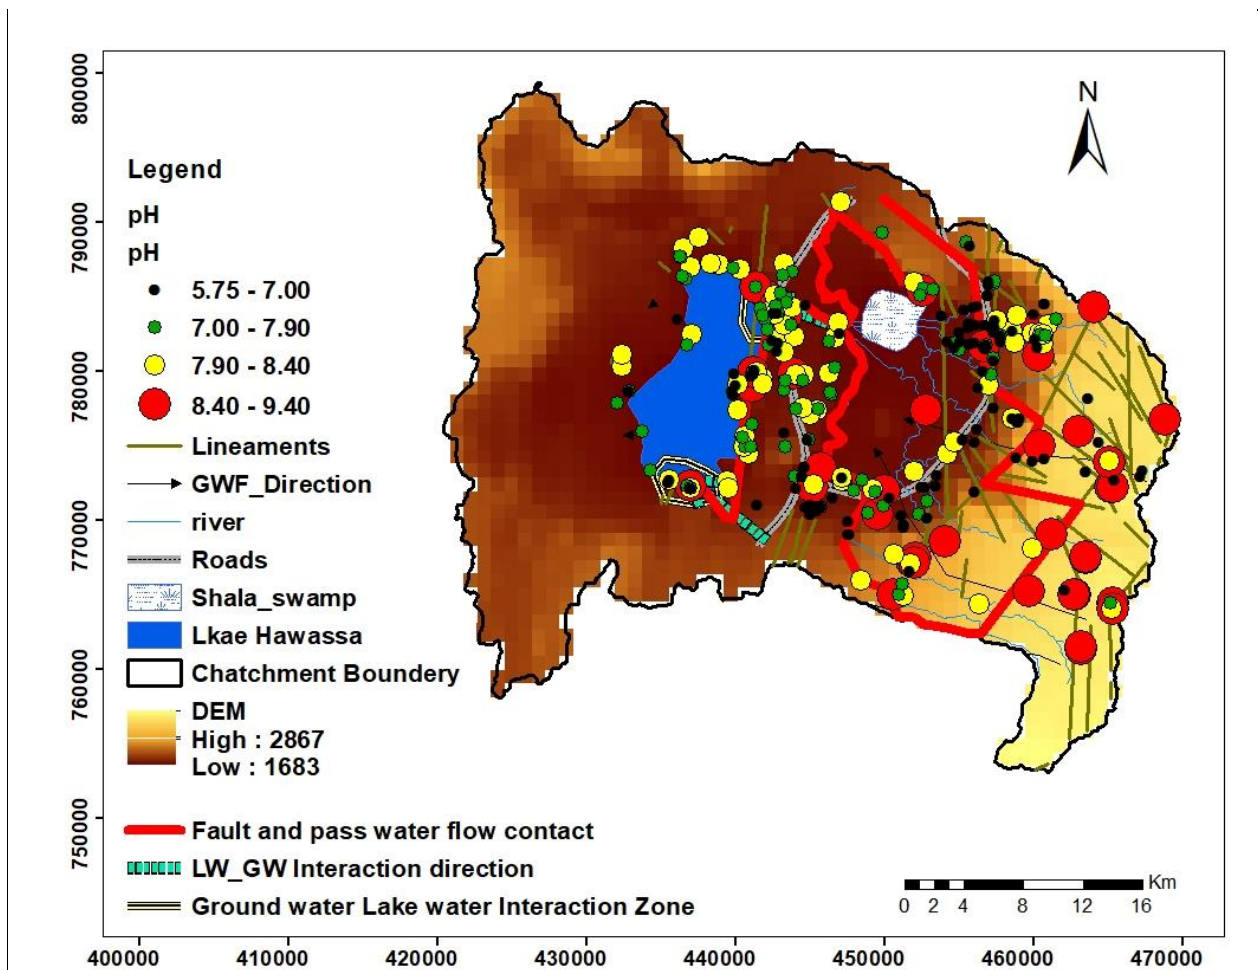 800000
790000
780000
770000
760000
750000
N
Legend
pH
pH
5.75 - 7.00
7.00 - 7.90
7.90 - 8.40
8.40 - 9.40
Lineaments
GWF_Direction
river
Roads
Shala_swamp
Lkae Hawassa
Chatchment Boundery
DEM
High : 2867
Low : 1683
Fault and pass water flow contact
LW_GW Interaction direction
Ground water Lake water Interaction Zone
Km
0 2 4 8 12 16
400000 410000 420000 430000 440000 450000 460000 470000